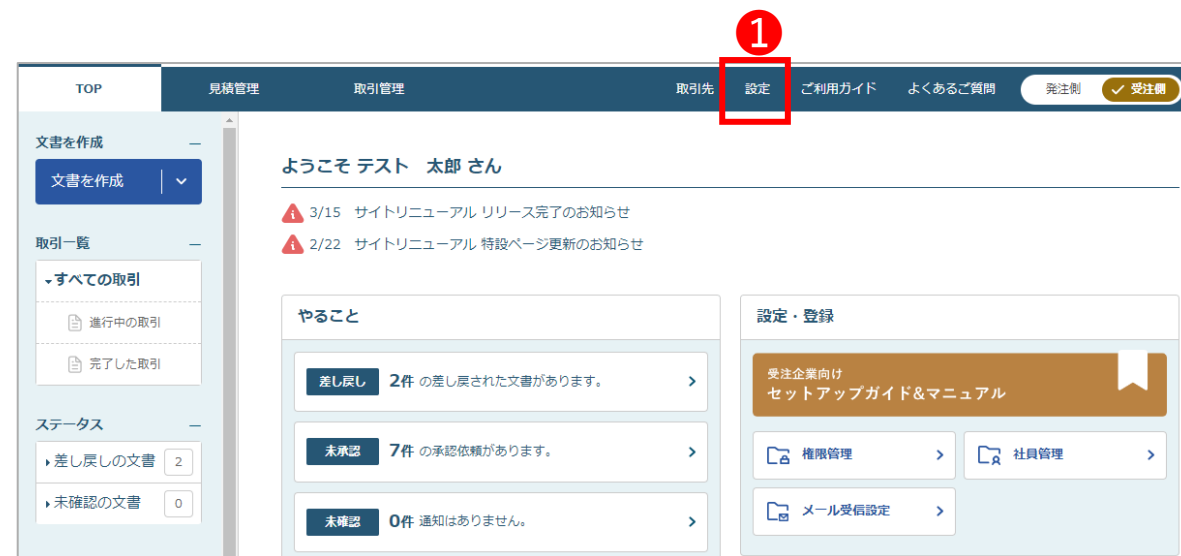 1
TOP 見積管理 取引管理 取引先 設定 ご利用ガイド よくあるご質問 発注側 受注側
文書を作成
文書を作成
取引一覧
すべての取引
進行中の取引
完了した取引
ステータス
差し戻しの文書 2
未確認の文書 0
ようこそ テスト 太郎 さん
3/15 サイトリニューアル リリース完了のお知らせ
2/22 サイトリニューアル 特設ページ更新のお知らせ
やること
差し戻し 2件 の差し戻された文書があります。
未承認 7件 の承認依頼があります。
未確認 0件 通知はありません。
設定・登録
受注企業向け
セットアップガイド&マニュアル
権限管理 社員管理
メール受信設定